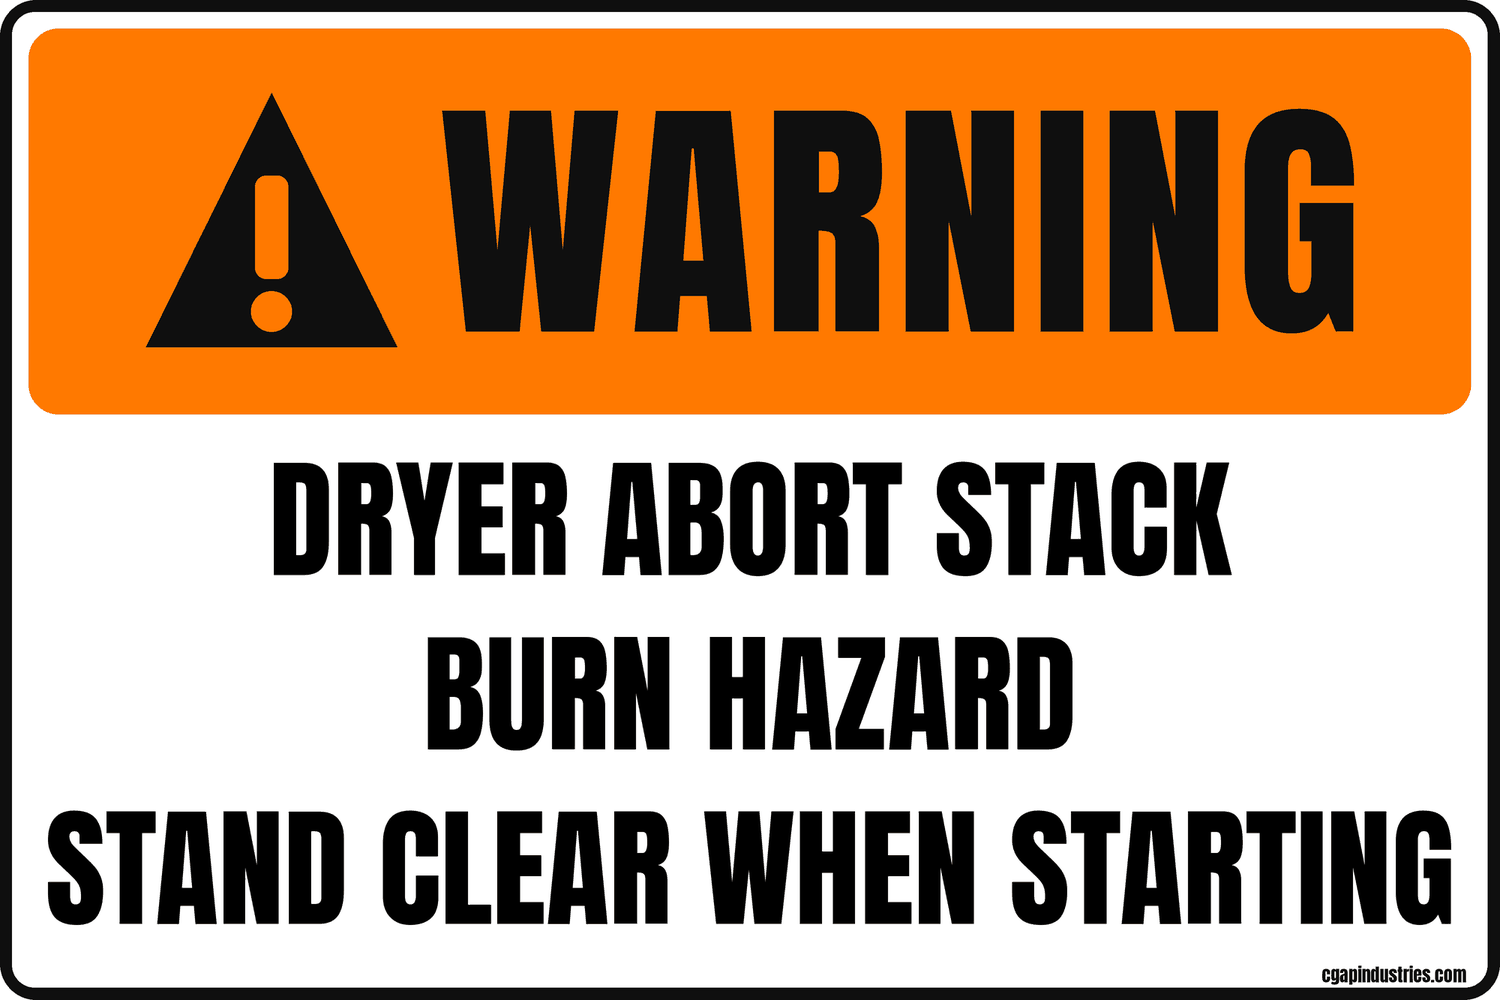 WARNING
DRYER ABORT STACK
BURN HAZARD
STAND CLEAR WHEN STARTING
cgapindustries.com